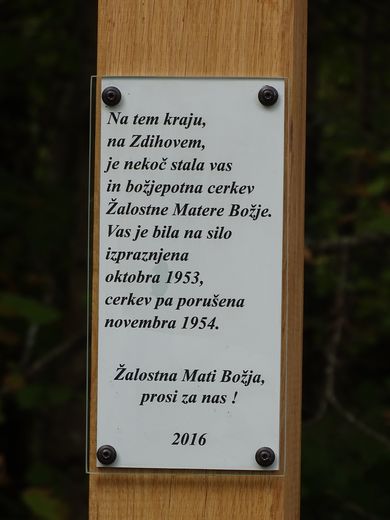 Na tem kraju,
na Zdihovem,
je nekoč stala vas
in božjepotna cerkev
Žalostne Matere Božje.
Vas je bila na silo
izpraznjena
oktobra 1953,
cerkev pa porušena
novembra 1954.
Žalostna Mati Božja,
prosi za nas !
2016